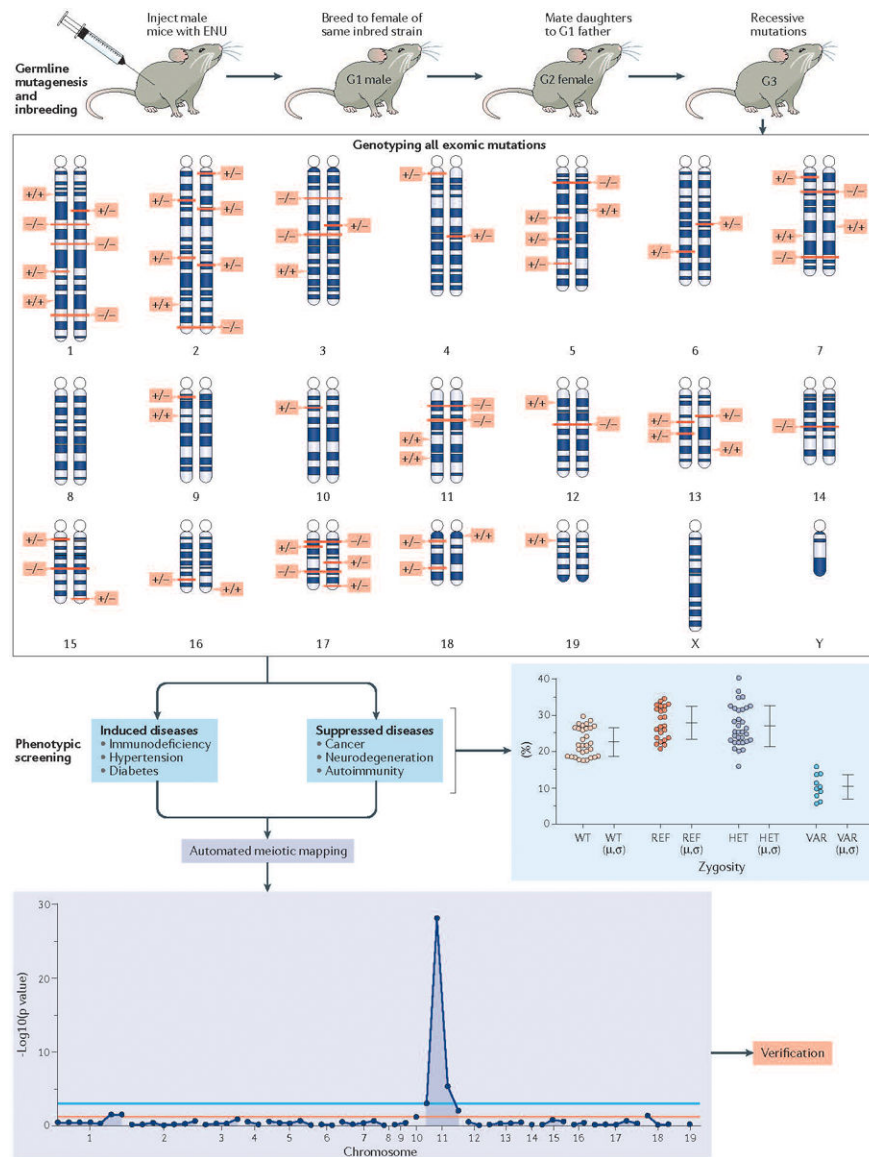 Inject male
mice with ENU
Breed to female of
same inbred strain
Mate daughters
to G1 father
Recessive
mutations
Germline
mutagenesis
and
inbreeding
G1 male
G2 female
G3
Genotyping all exomic mutations
+/+
+/–
–/–
–/–
+/–
+/+
–/–
1
+/–
+/–
+/–
+/–
+/–
+/+
–/–
2
–/–
+/–
–/–
+/+
3
+/–
+/–
4
–/–
+/+
+/–
+/–
+/–
5
+/–
+/–
6
+/–
–/–
+/+
+/+
–/–
7
8
+/–
+/+
9
+/–
10
–/–
–/–
+/+
+/+
11
+/+
–/–
12
+/–
+/–
+/–
+/+
13
–/–
14
+/–
–/–
+/–
15
+/–
+/+
16
–/–
+/–
+/–
–/–
+/–
17
+/–
+/+
+/–
18
+/+
19
X
Y
Phenotypic
screening
Induced diseases
• Immunodeficiency
• Hypertension
• Diabetes
Suppressed diseases
• Cancer
• Neurodegeneration
• Autoimmunity
Automated meiotic mapping
(%)
40
30
20
10
0
WT
WT
(μ,σ)
REF
REF
(μ,σ)
HET
HET
(μ,σ)
VAR
VAR
(μ,σ)
Zygosity
-Log10(p value)
30
20
10
0
1 2 3 4 5 6 7 8 9 10 11 12 13 14 15 16 17 18 19
Chromosome
Verification